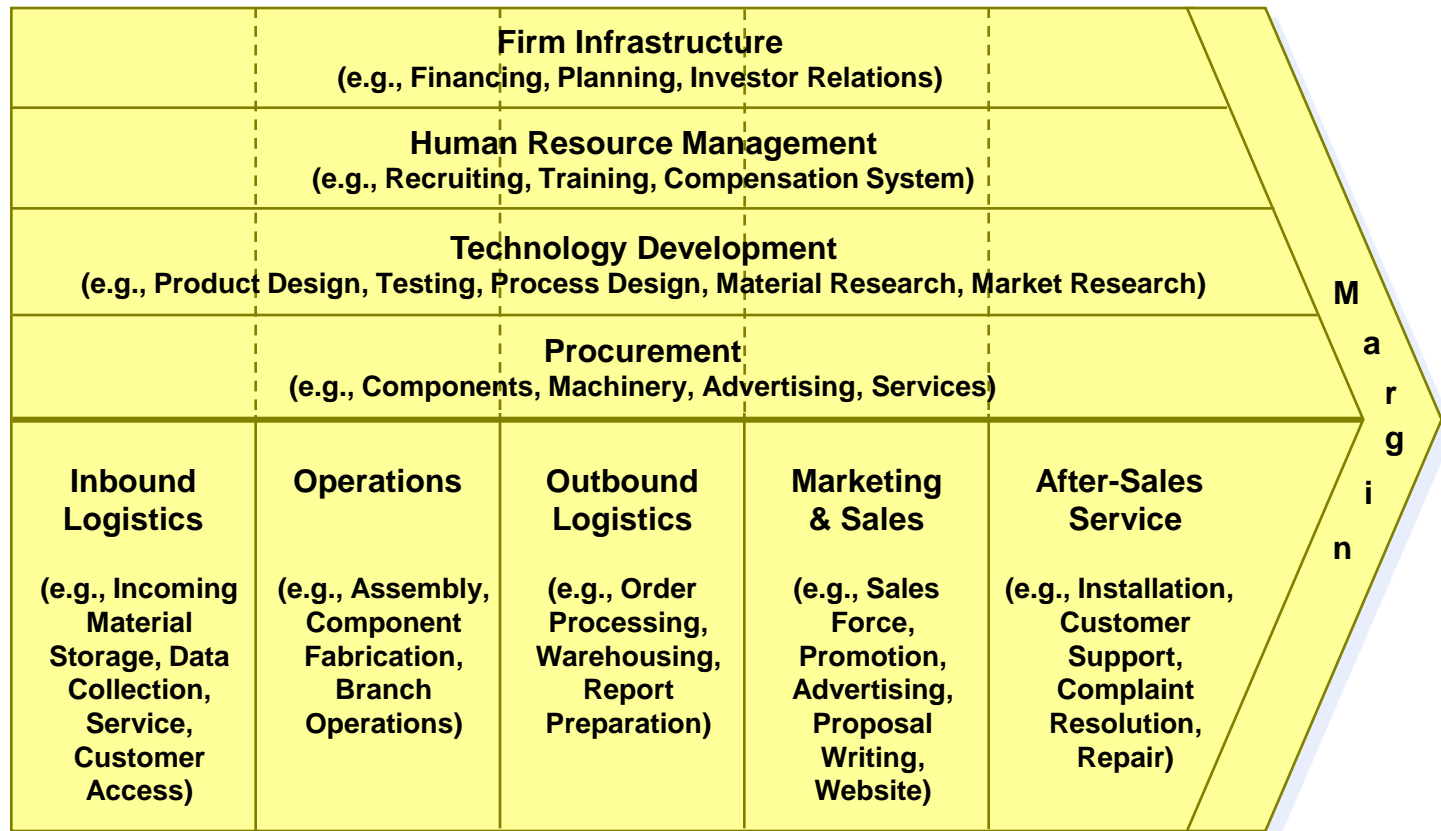 Firm Infrastructure
(e.g., Financing, Planning, Investor Relations)
Human Resource Management
(e.g., Recruiting, Training, Compensation System)
Technology Development
(e.g., Product Design, Testing, Process Design, Material Research, Market Research)
Procurement
(e.g., Components, Machinery, Advertising, Services)
Inbound
Logistics
(e.g., Incoming
Material
Storage, Data
Collection,
Service,
Customer
Access)
Operations
(e.g., Assembly,
Component
Fabrication,
Branch
Operations)
Outbound
Logistics
(e.g., Order
Processing,
Warehousing,
Report
Preparation)
Marketing
& Sales
(e.g., Sales
Force,
Promotion,
Advertising,
Proposal
Writing,
Website)
After-Sales
Service
(e.g., Installation,
Customer
Support,
Complaint
Resolution,
Repair)
Margin